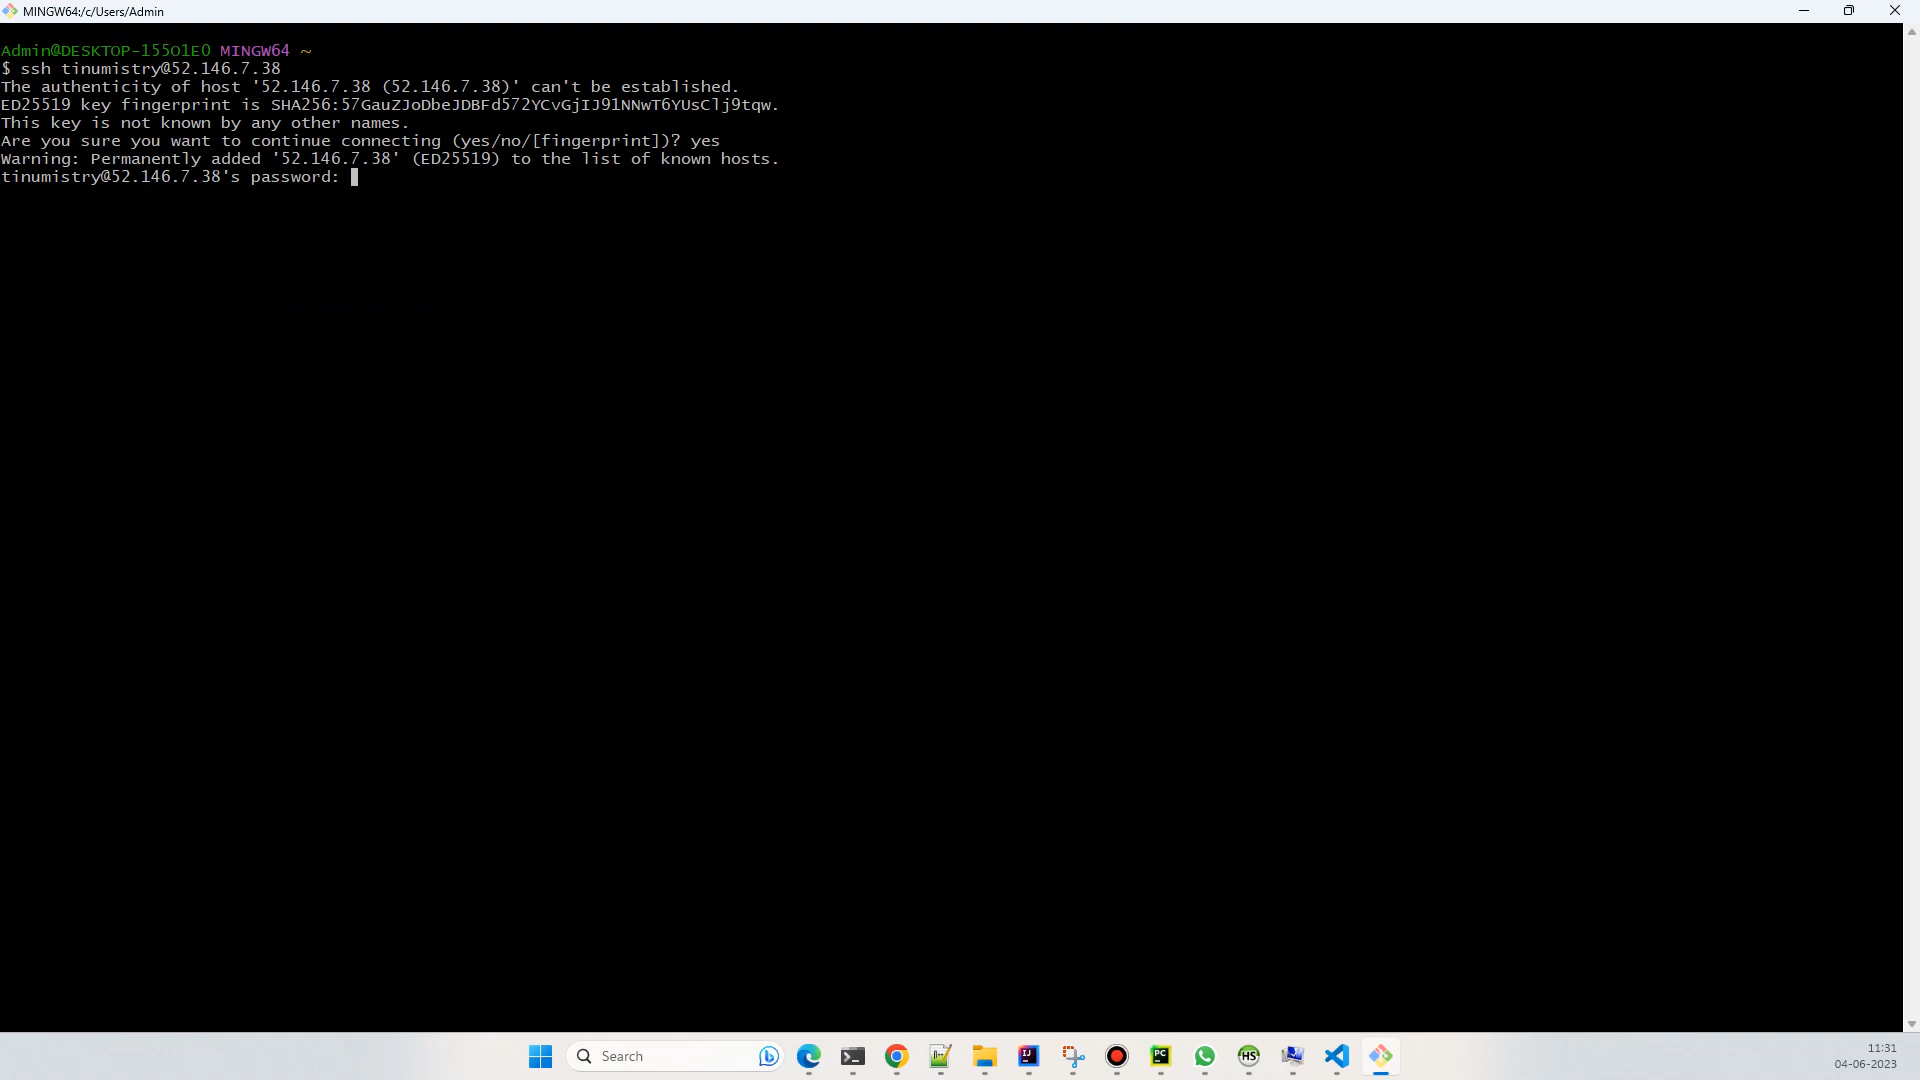 MINGW64:/c/Users/Admin
Admin@DESKTOP-155O1E0 MINGW64 ~
$ ssh tinumistry@52.146.7.38
The authenticity of host '52.146.7.38 (52.146.7.38)' can't be established.
ED25519 key fingerprint is SHA256:57GauZJoDbeJDBFd572YCvGjIJ91NNwT6YUsClj9tqw.
This key is not known by any other names.
Are you sure you want to continue connecting (yes/no/[fingerprint])? yes
Warning: Permanently added '52.146.7.38' (ED25519) to the list of known hosts.
tinumistry@52.146.7.38's password:
Search
11:31
04-06-2023